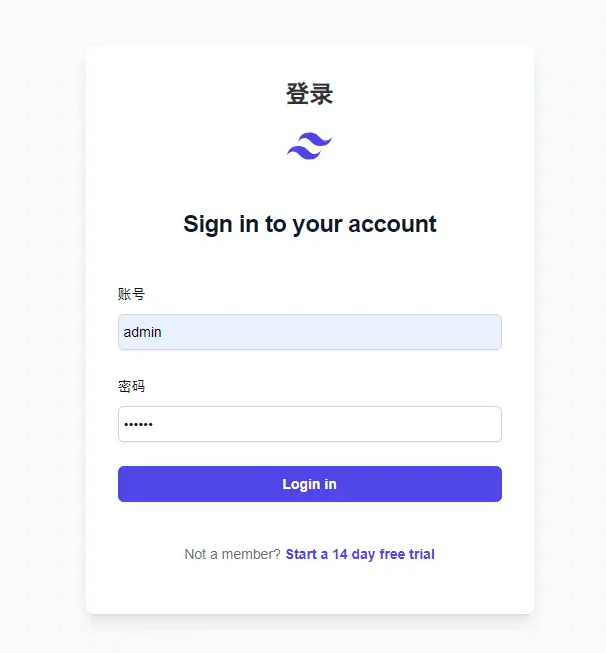 登录
Sign in to your account
账号
admin
密码
••••••
Login in
Not a member? Start a 14 day free trial